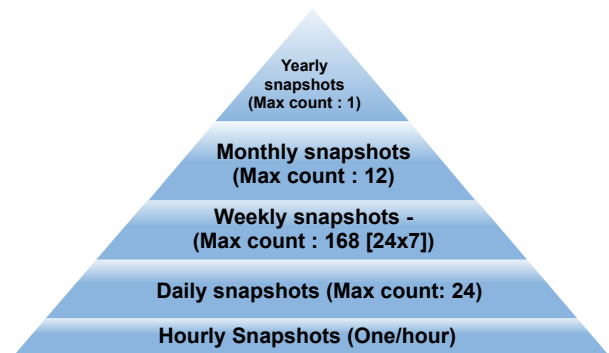 Yearly
snapshots
(Max count : 1)
Monthly snapshots
(Max count : 12)
Weekly snapshots -
(Max count : 168 [24x7])
Daily snapshots (Max count: 24)
Hourly Snapshots (One/hour)